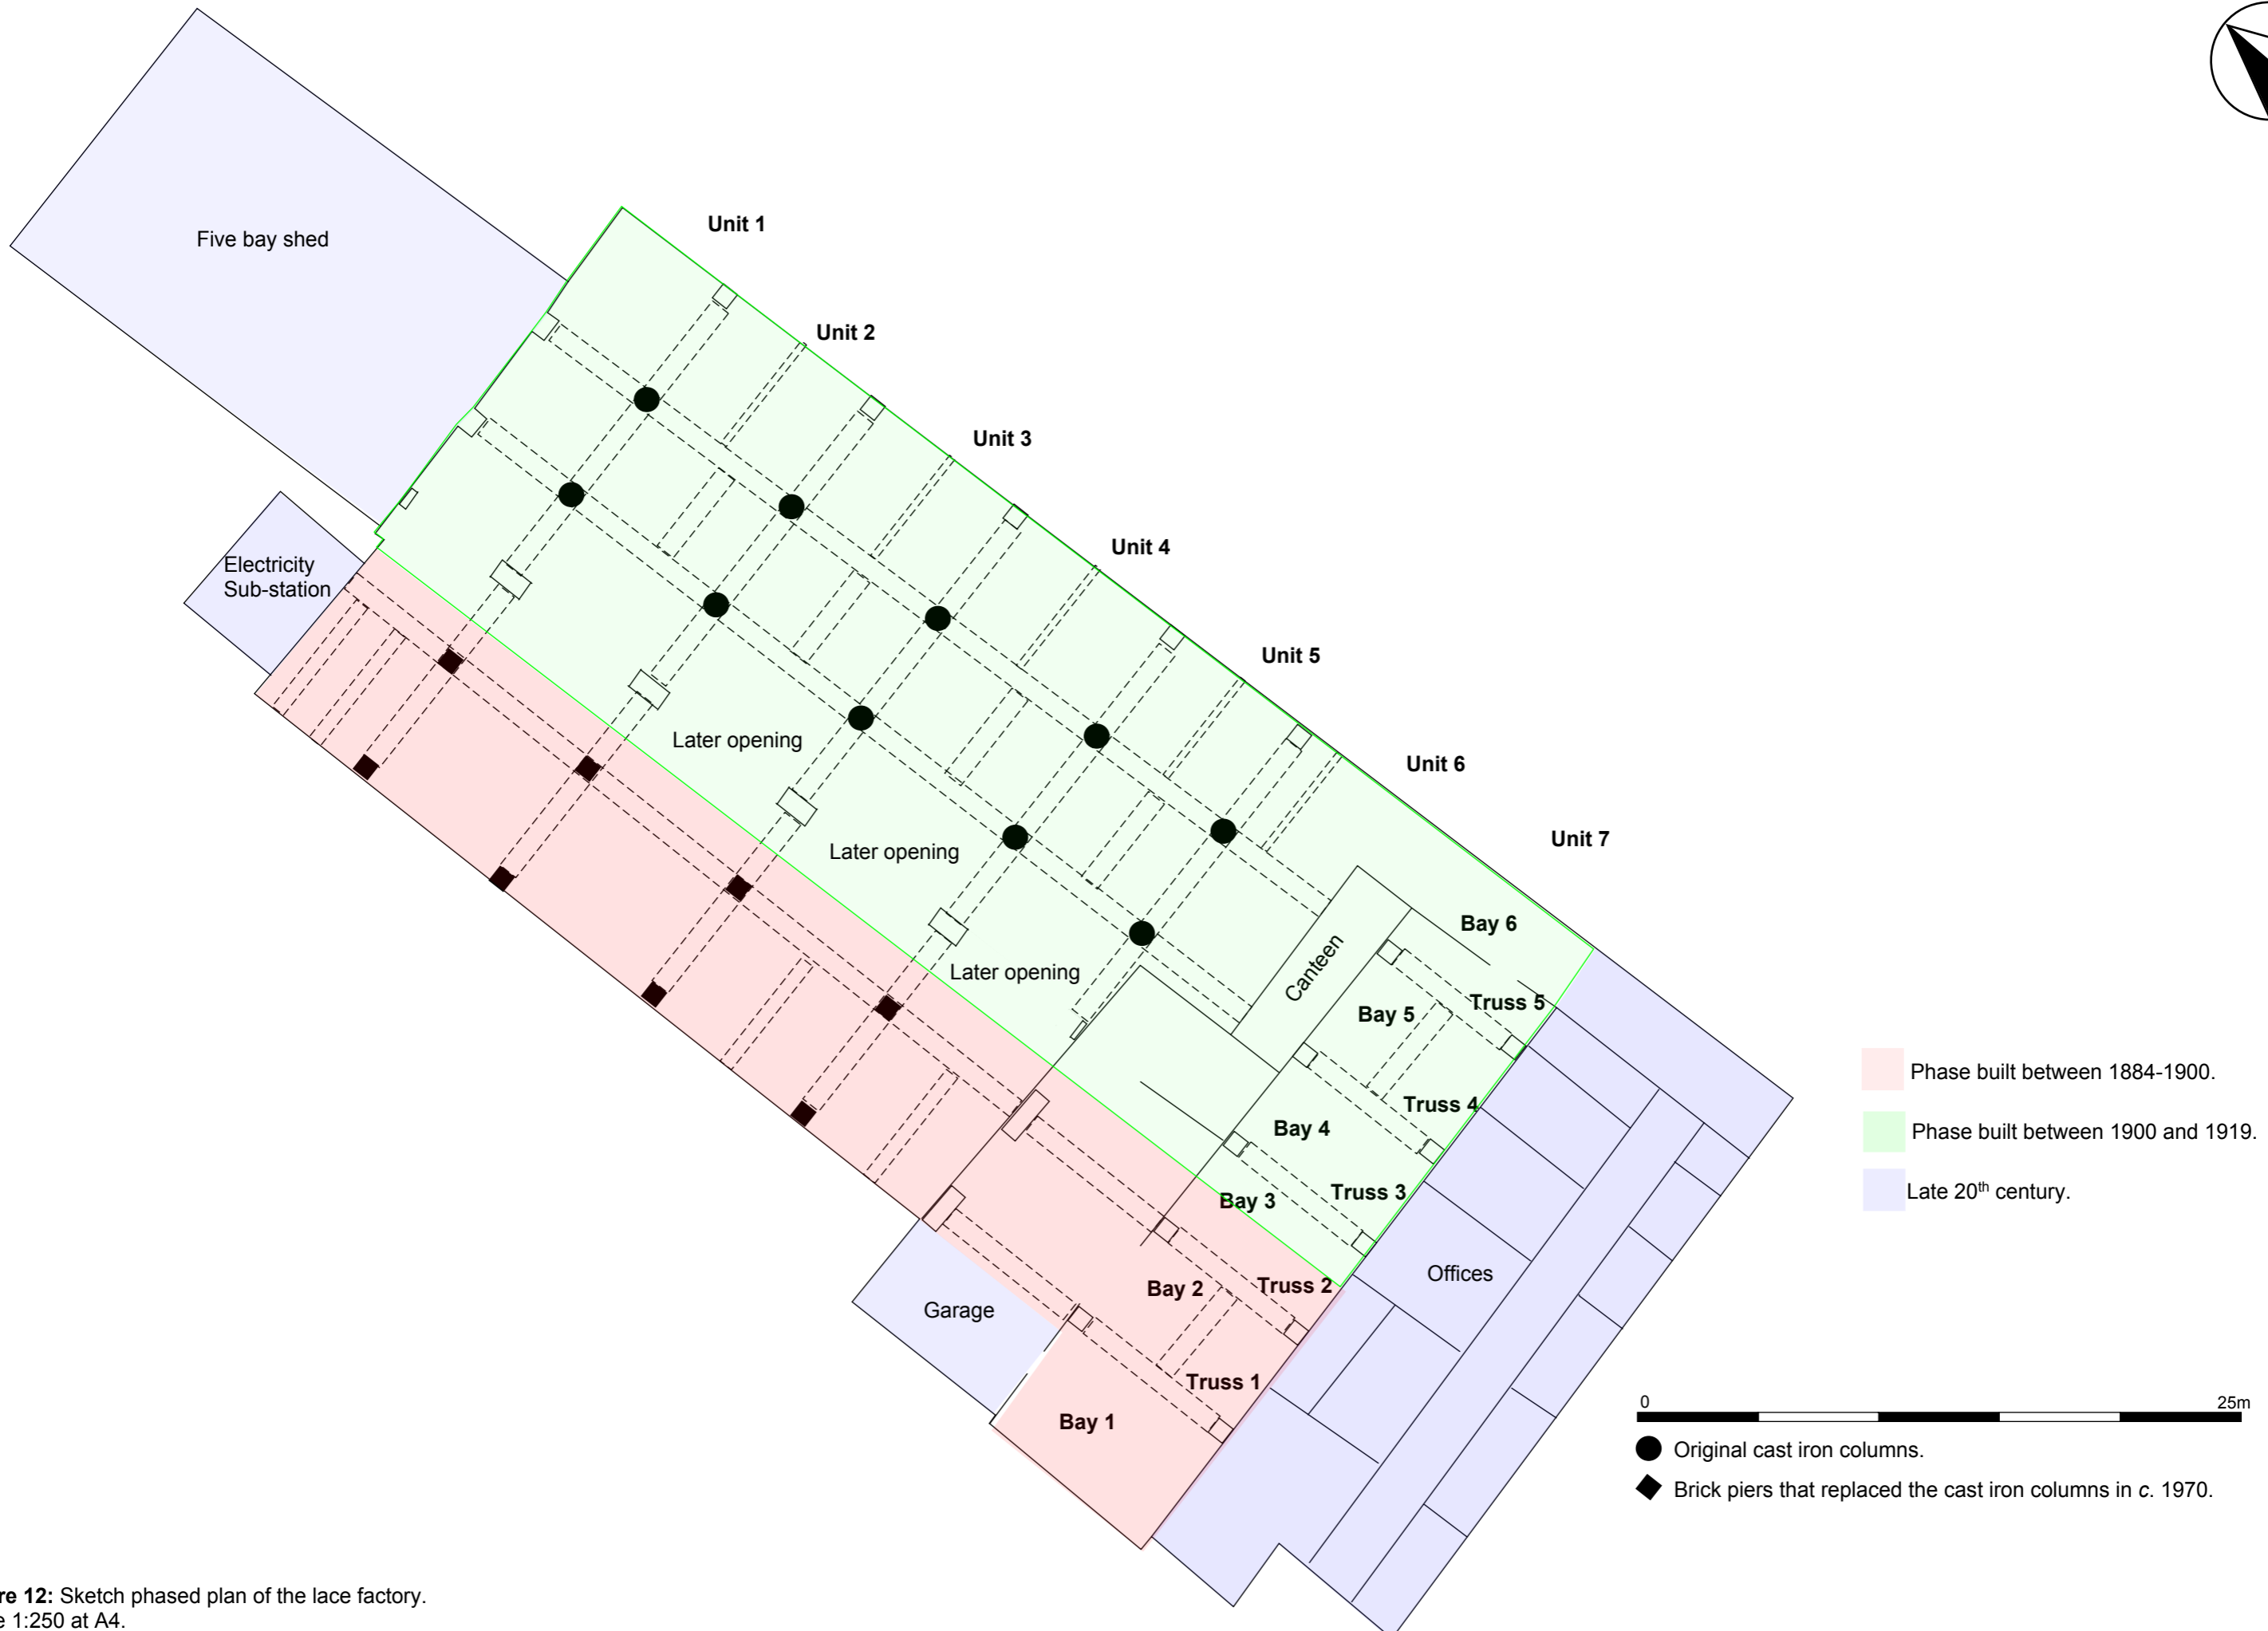 Unit 1
Five bay shed
Unit 2
Unit 3
Unit 4
Electricity
Sub-station
Unit 5
Later opening
Unit 6
Unit 7
Later opening
Bay 6
Canteen
Later opening
Truss 5
Bay 5
Phase built between 1884-1900.
Truss 4
Bay 4
Phase built between 1900 and 1919.
Truss 3
Bay 3
Late 20th century.
Offices
Truss 2
Bay 2
Garage
Truss 1
Bay 1
0 25m
Original cast iron columns.
Brick piers that replaced the cast iron columns in c. 1970.
re 12: Sketch phased plan of the lace factory.
e 1:250 at A4.